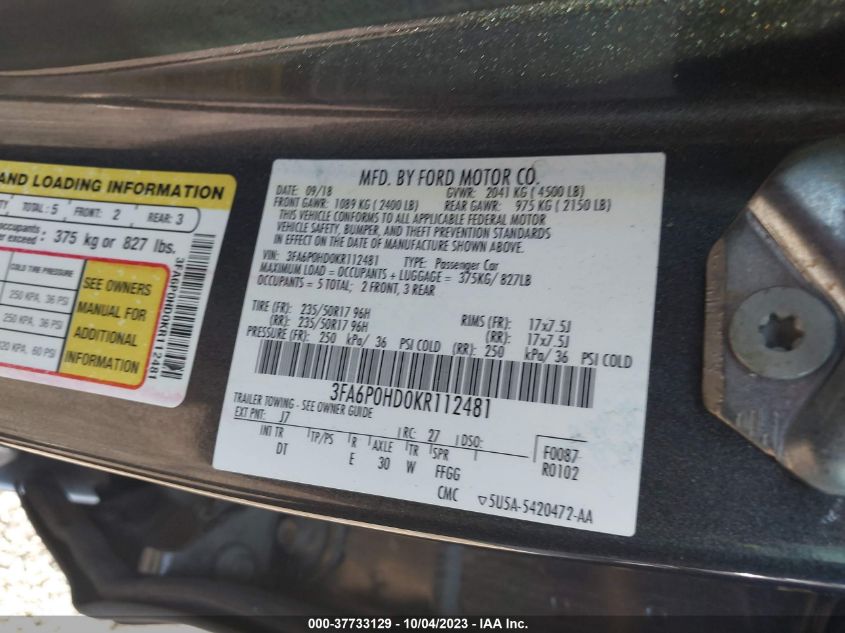 AND LOADING INFORMATION
TOTAL: 5 FRONT: 2 REAR: 3
occupants
exceed : 375 kg or 827 lbs.
COLD TIRE PRESSURE
250 KPA, 36 PSI
250 KPA, 36 PSI
KPA, 60 PSI
SEE OWNERS
MANUAL FOR
ADDITIONAL
INFORMATION
3FA6P0HD0KR112481
MFD. BY FORD MOTOR CO.
DATE: 09/18 GVWR: 2041 KG ( 4500 LB)
FRONT GAWR: 1089 KG ( 2400 LB) REAR GAWR: 975 KG ( 2150 LB)
THIS VEHICLE CONFORMS TO ALL APPLICABLE FEDERAL MOTOR
VEHICLE SAFETY, BUMPER, AND THEFT PREVENTION STANDARDS
IN EFFECT ON THE DATE OF MANUFACTURE SHOWN ABOVE.
VIN: 3FA6P0HD0KR112481 TYPE: Passenger Car
MAXIMUM LOAD = OCCUPANTS + LUGGAGE = 375KG/ 827LB
OCCUPANTS = 5 TOTAL; 2 FRONT, 3 REAR
TIRE (FR): 235/50R17 96H RIMS (FR): 17x7.5J
(RR): 235/50R17 96H (RR): 17x7.5J
PRESSURE (FR): 250 kPa/ 36 PSI COLD (RR): 250 kPa/ 36 PSI COLD
3FA6P0HD0KR112481
TRAILER TOWING - SEE OWNER GUIDE
EXT PNT: J7 RC: 27 DSO:
INT TR TP/PS R AXLE TR SPR
DT E 30 W FFGG
F0087
R0102
CMC ▽5U5A-5420472-AA
000-37733129 - 10/04/2023 - IAA Inc.